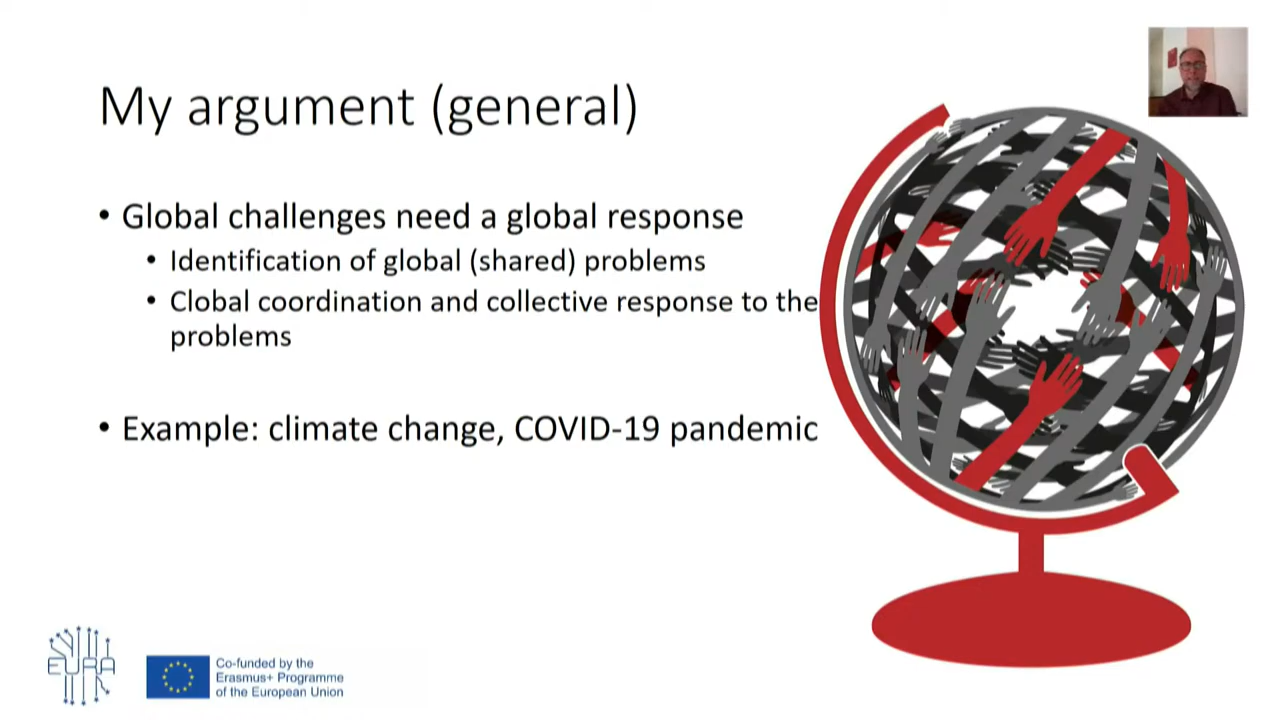 My argument (general)
• Global challenges need a global response
• Identification of global (shared) problems
• Global coordination and collective response to the
problems
• Example: climate change, COVID-19 pandemic
EURA
Co-funded by the
Erasmus+ Programme
of the European Union